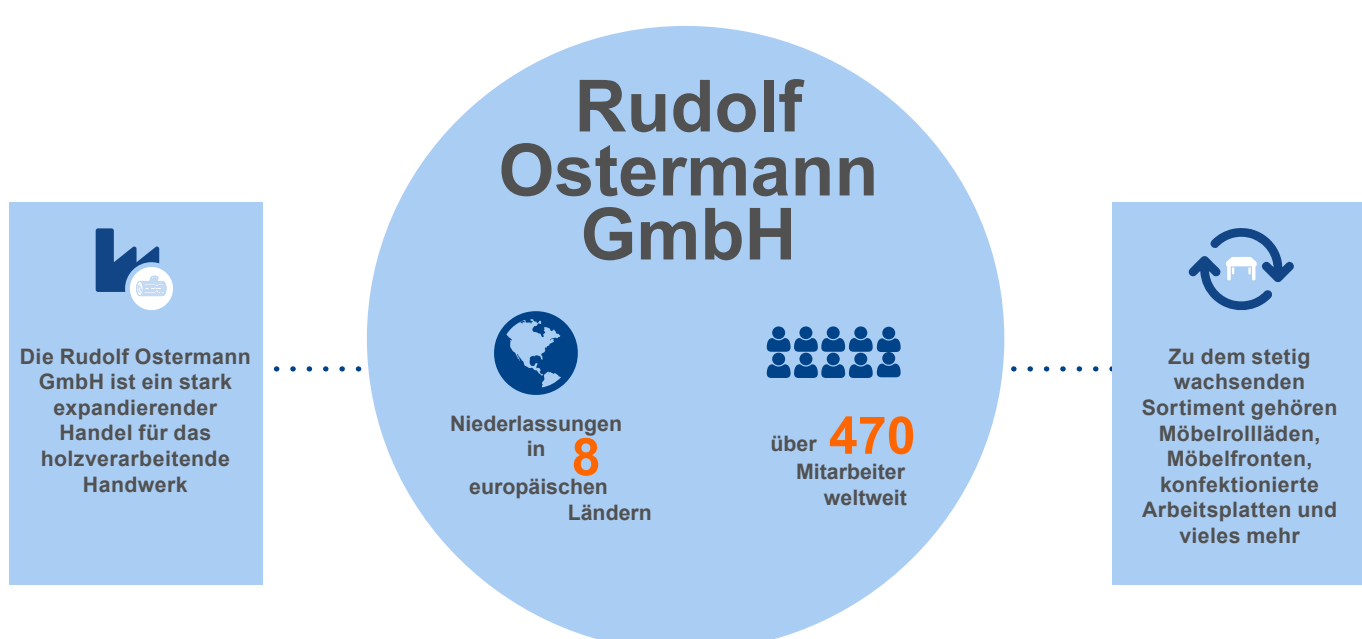 Rudolf
Ostermann
GmbH
Die Rudolf Ostermann
GmbH ist ein stark
expandierender
Handel für das
holzverarbeitende
Handwerk
Niederlassungen
in 8
europäischen
Ländern
über 470
Mitarbeiter
weltweit
Zu dem stetig
wachsenden
Sortiment gehören
Möbelrollläden,
Möbelfronten,
konfektionierte
Arbeitsplatten und
vieles mehr